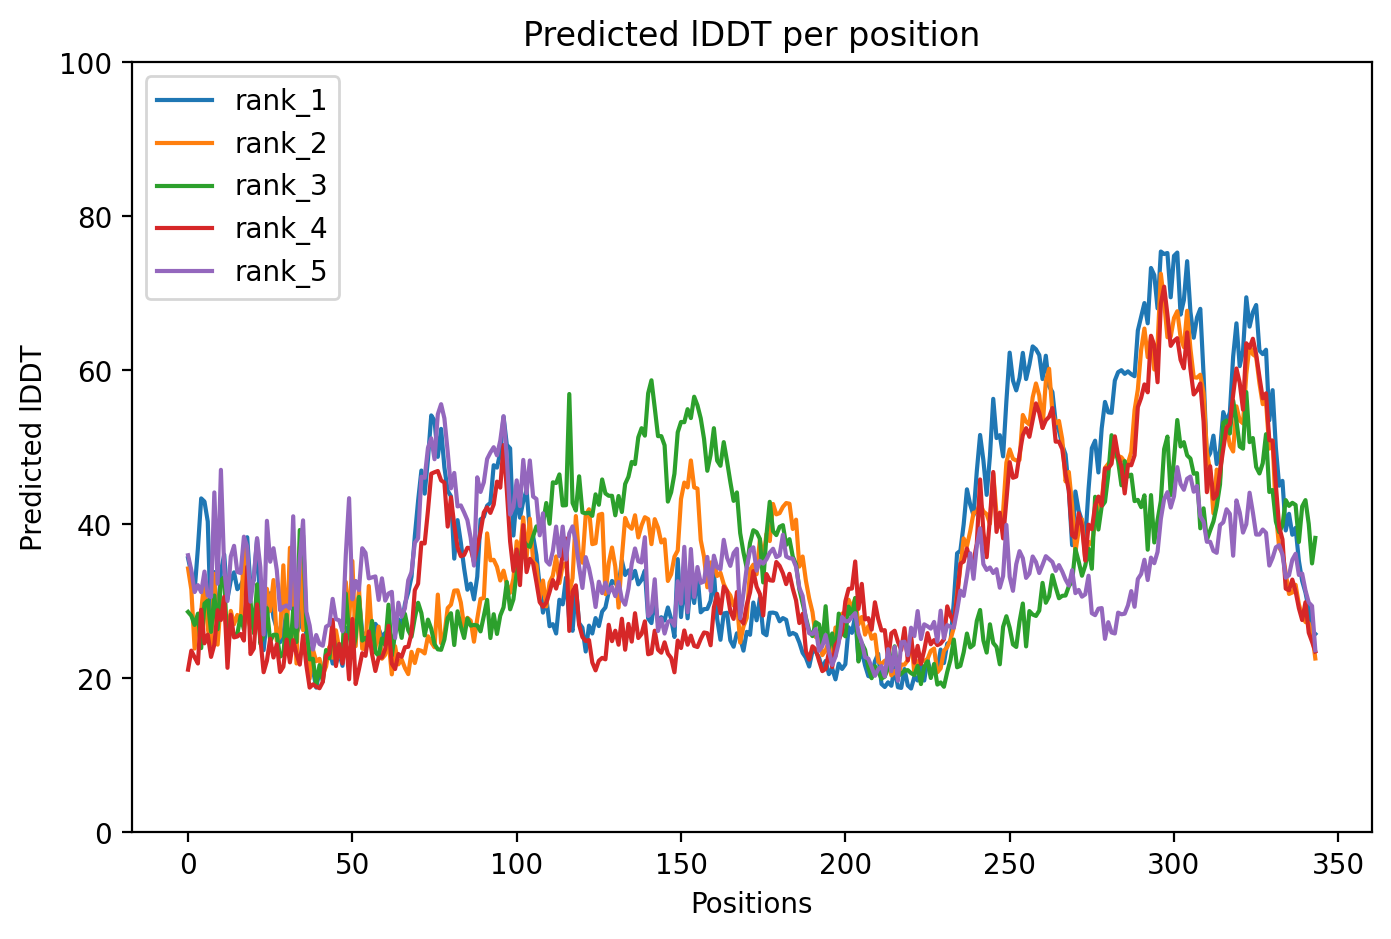 Predicted lDDT per position
100
80
60
40
20
0
Predicted lDDT
rank_1
rank_2
rank_3
rank_4
rank_5
0 50 100 150 200 250 300 350
Positions